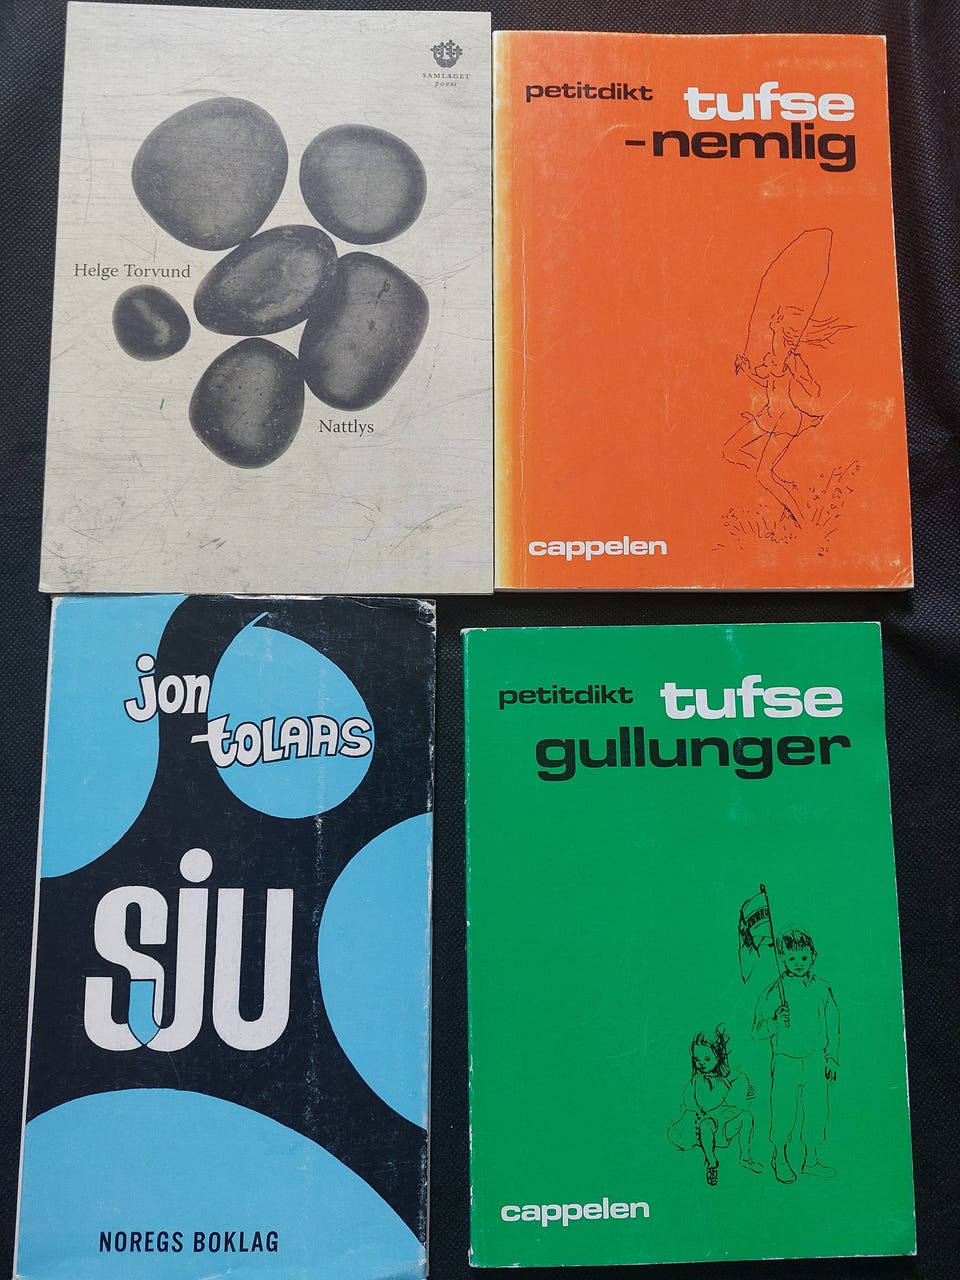 SAMLAGET
poesi
Helge Torvund
Nattlys
petitdikt tufse
-nemlig
cappelen
jon
tolaas
sju
NOREGS BOKLAG
petitdikt tufse
gullunger
cappelen